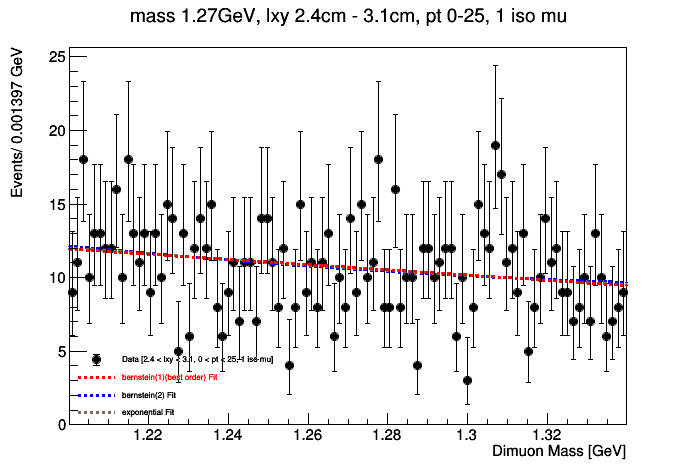 mass 1.27GeV, lxy 2.4cm - 3.1cm, pt 0-25, 1 iso mu
Events/ 0.001397 GeV
25
20
15
10
5
0
Data [2.4 < lxy < 3.1, 0 < pt < 25, 1 iso mu]
bernstein(1)(best order) Fit
bernstein(2) Fit
exponential Fit
1.22 1.24 1.26 1.28 1.3 1.32
Dimuon Mass [GeV]